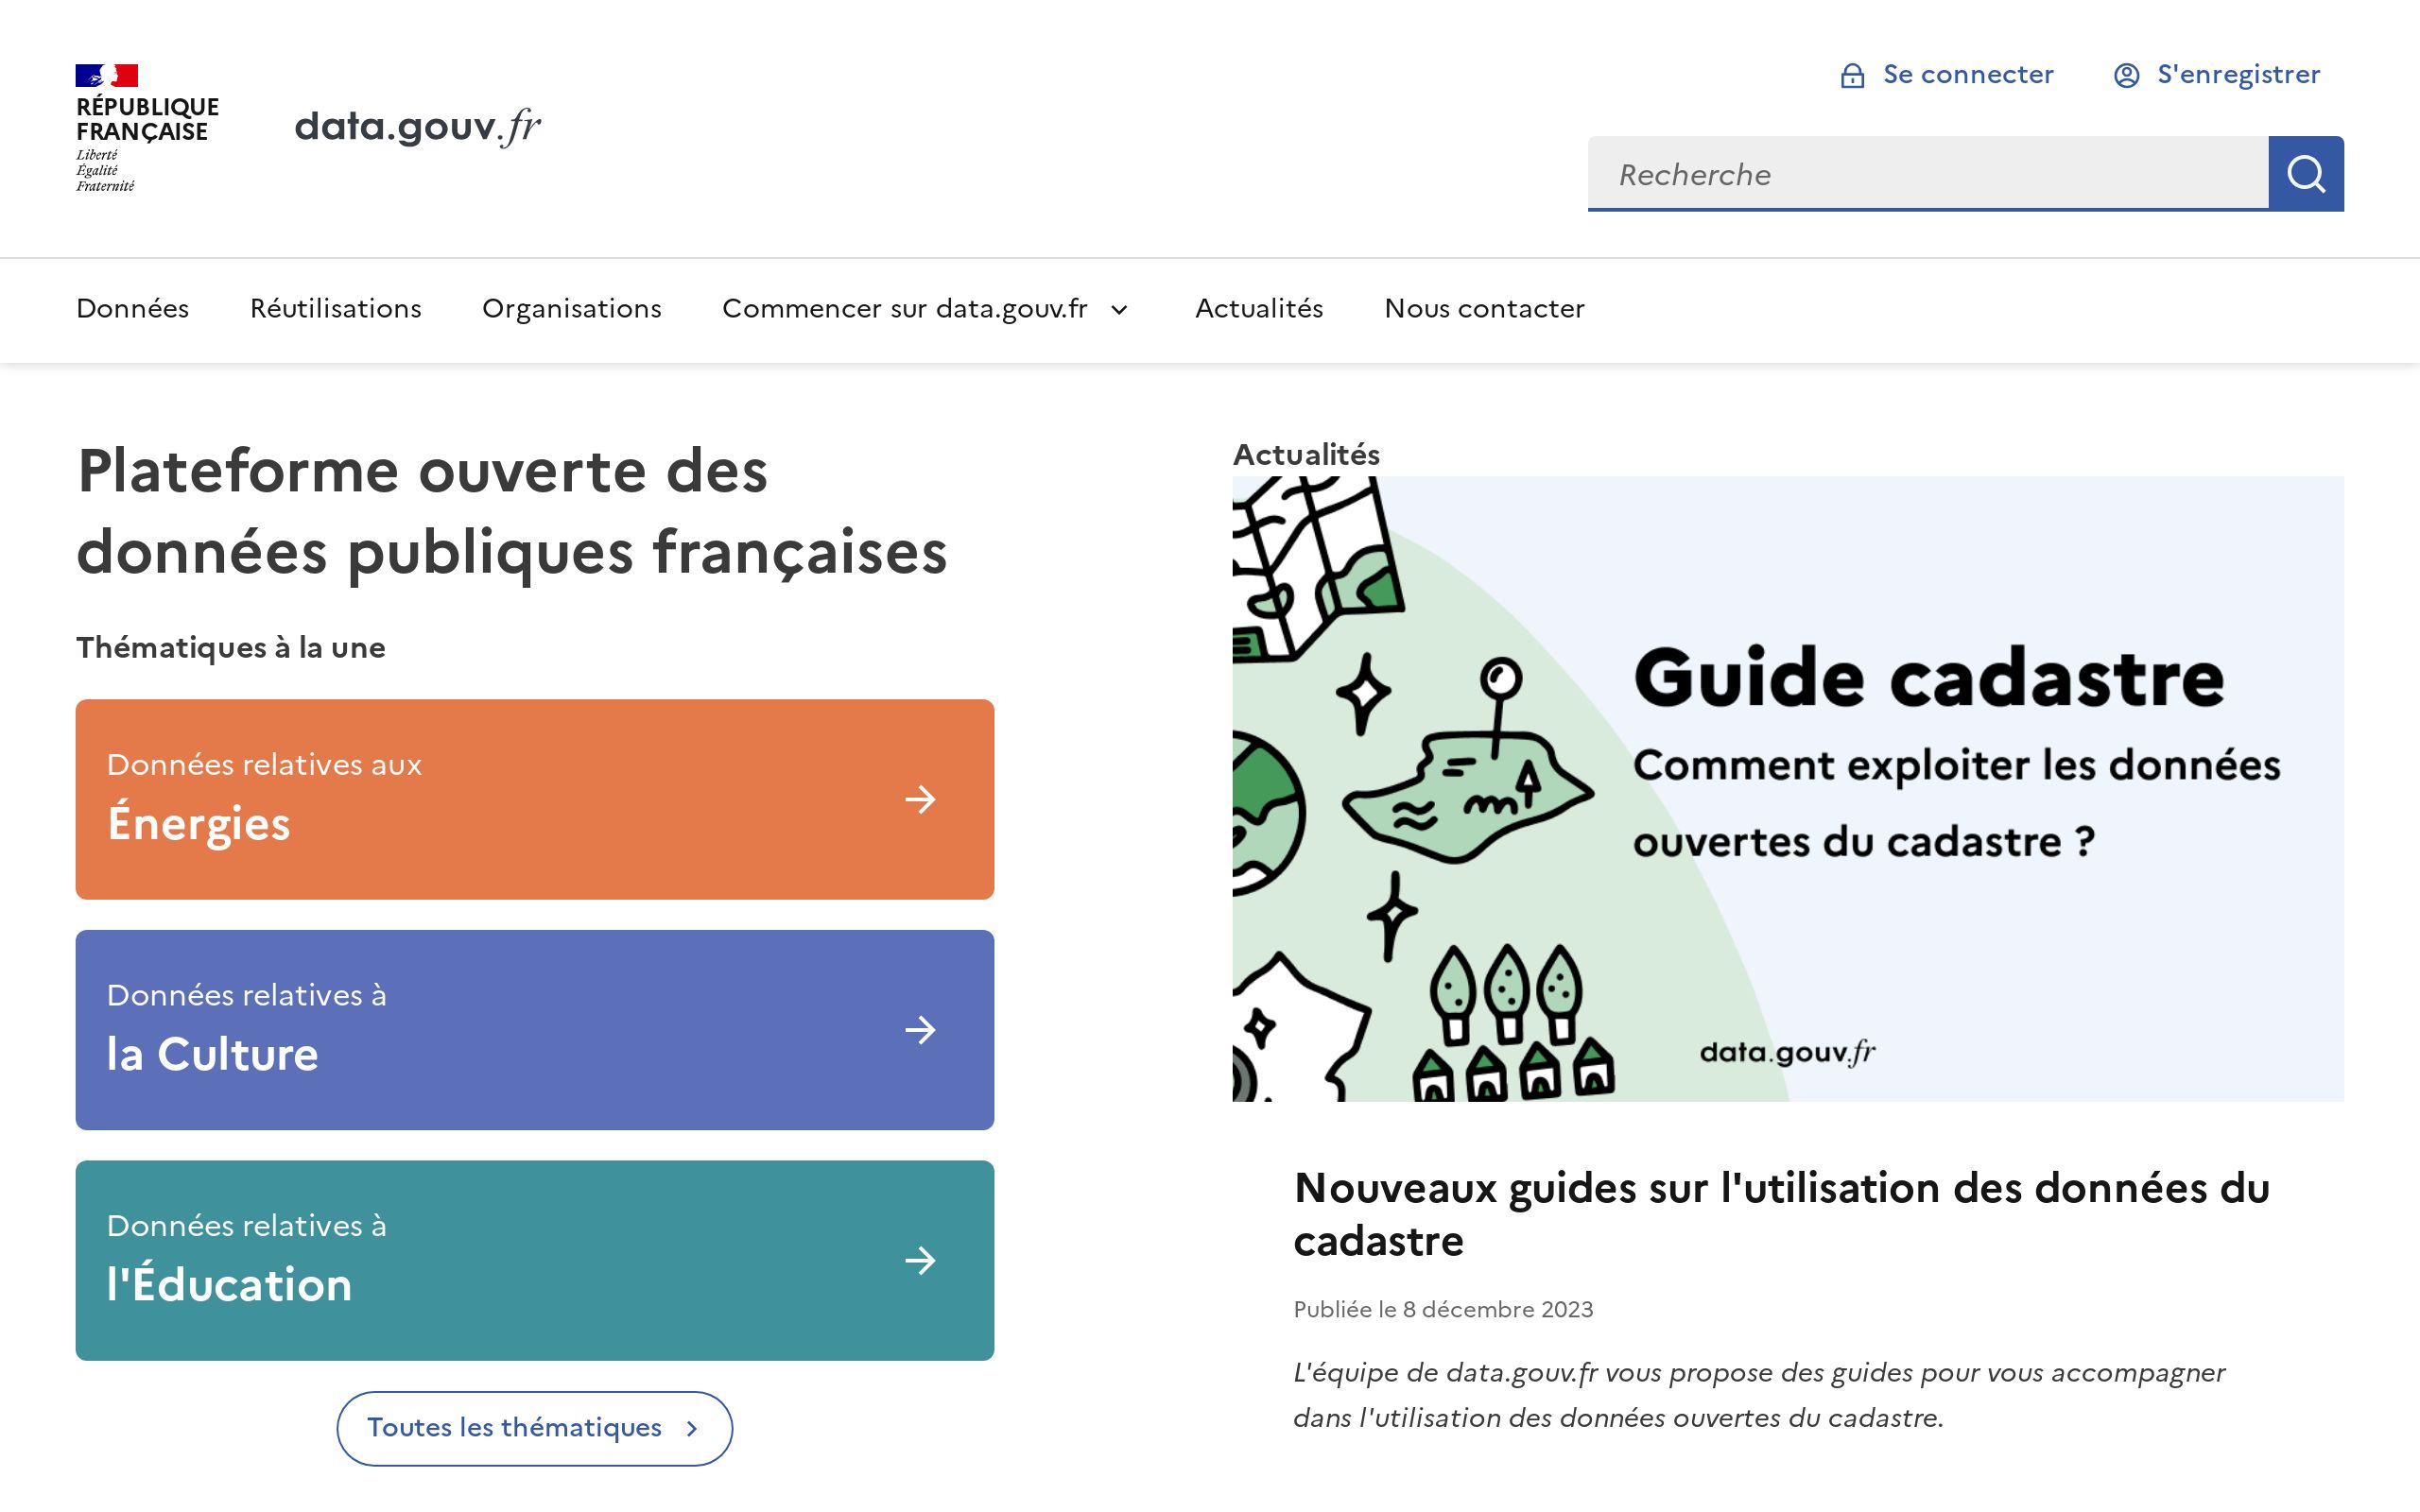 RÉPUBLIQUE
FRANÇAISE
Liberté
Égalité
Fraternité
data.gouv.fr
Se connecter
S'enregistrer
Recherche
Données
Réutilisations
Organisations
Commencer sur data.gouv.fr
Actualités
Nous contacter
Plateforme ouverte des
données publiques françaises
Thématiques à la une
Données relatives aux
Énergies
Données relatives à
la Culture
Données relatives à
l'Éducation
Toutes les thématiques
Actualités
Guide cadastre
Comment exploiter les données
ouvertes du cadastre ?
data.gouv.fr
Nouveaux guides sur l'utilisation des données du
cadastre
Publiée le 8 décembre 2023
L'équipe de data.gouv.fr vous propose des guides pour vous accompagner
dans l'utilisation des données ouvertes du cadastre.